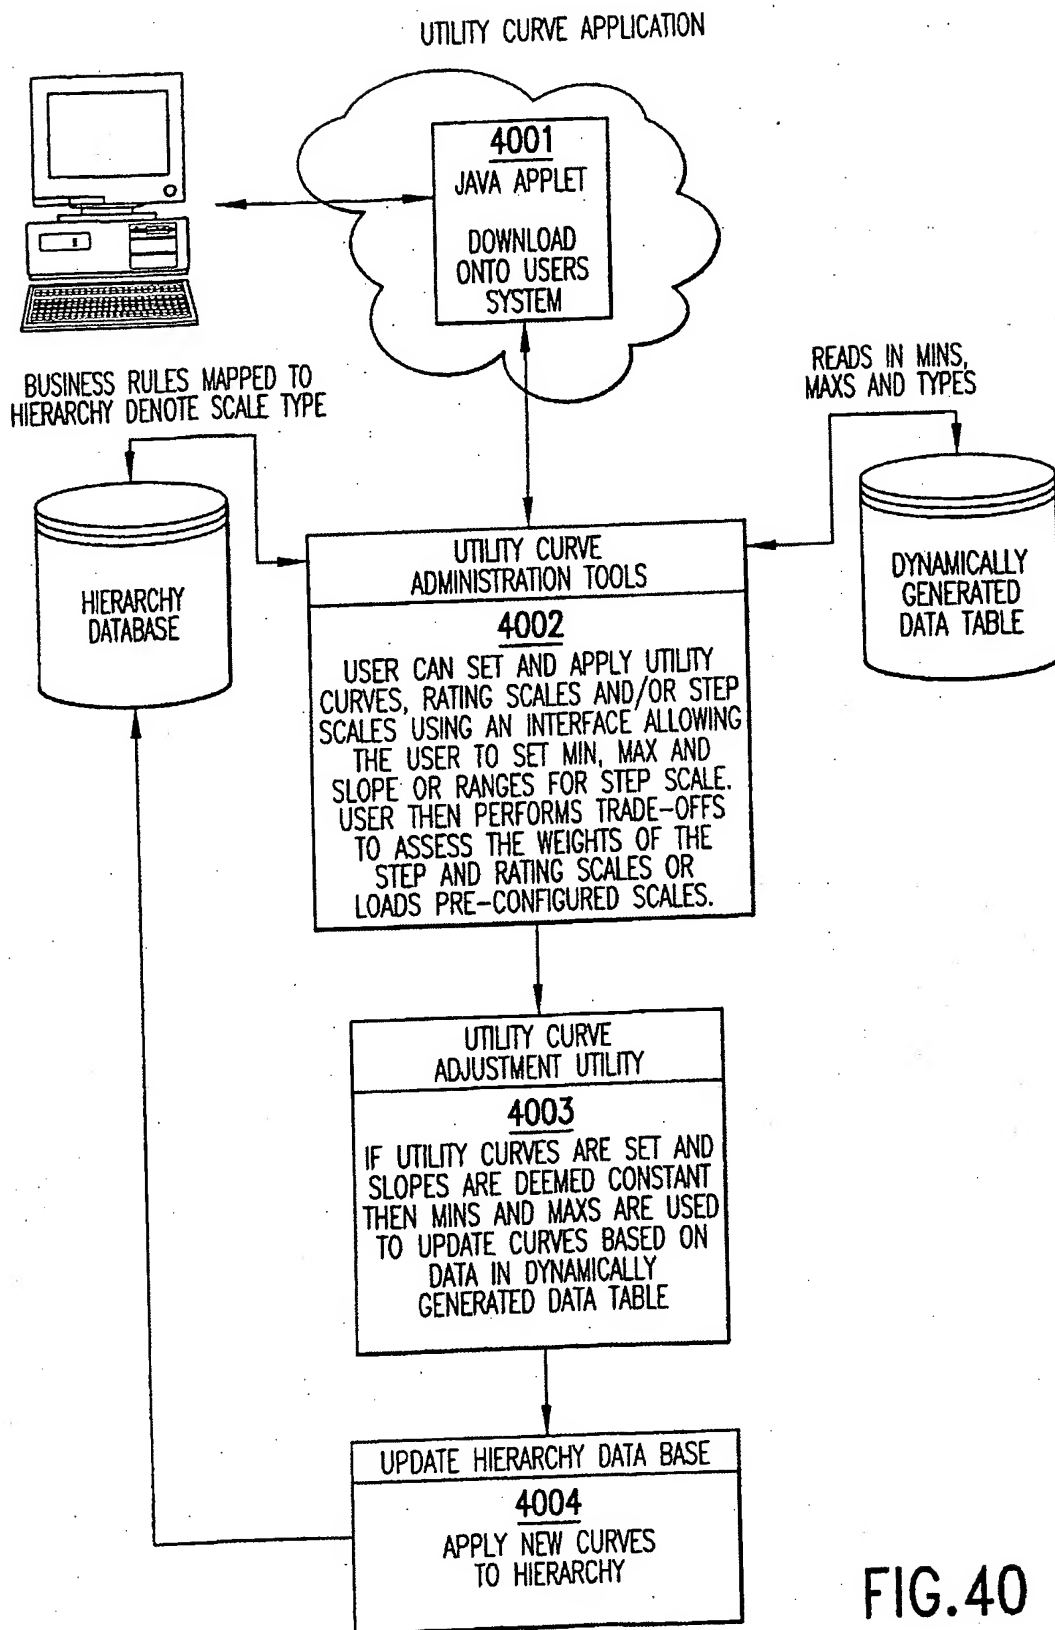 UTILITY CURVE APPLICATION
4001
JAVA APPLET
DOWNLOAD
ONTO USERS
SYSTEM
BUSINESS RULES MAPPED TO
HIERARCHY DENOTE SCALE TYPE
READS IN MINS,
MAXS AND TYPES
HIERARCHY
DATABASE
DYNAMICALLY
GENERATED
DATA TABLE
UTILITY CURVE
ADMINISTRATION TOOLS
4002
USER CAN SET AND APPLY UTILITY
CURVES, RATING SCALES AND/OR STEP
SCALES USING AN INTERFACE ALLOWING
THE USER TO SET MIN, MAX AND
SLOPE OR RANGES FOR STEP SCALE.
USER THEN PERFORMS TRADE-OFFS
TO ASSESS THE WEIGHTS OF THE
STEP AND RATING SCALES OR
LOADS PRE-CONFIGURED SCALES.
UTILITY CURVE
ADJUSTMENT UTILITY
4003
IF UTILITY CURVES ARE SET AND
SLOPES ARE DEEMED CONSTANT
THEN MINS AND MAXS ARE USED
TO UPDATE CURVES BASED ON
DATA IN DYNAMICALLY
GENERATED DATA TABLE
UPDATE HIERARCHY DATA BASE
4004
APPLY NEW CURVES
TO HIERARCHY
FIG.40